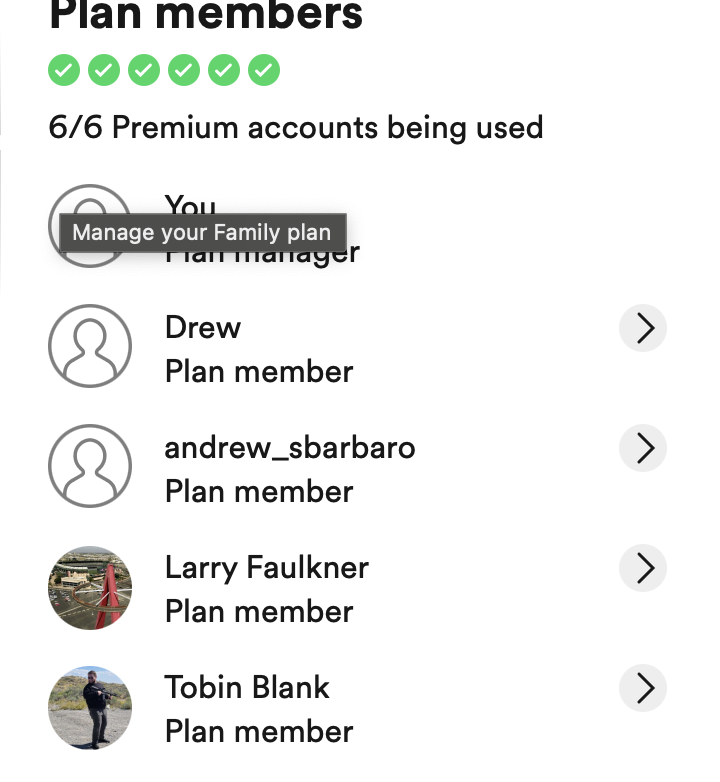 Plan members
6/6 Premium accounts being used
You
Manage your Family plan
Plan manager
Drew
Plan member
andrew_sbarbaro
Plan member
Larry Faulkner
Plan member
Tobin Blank
Plan member